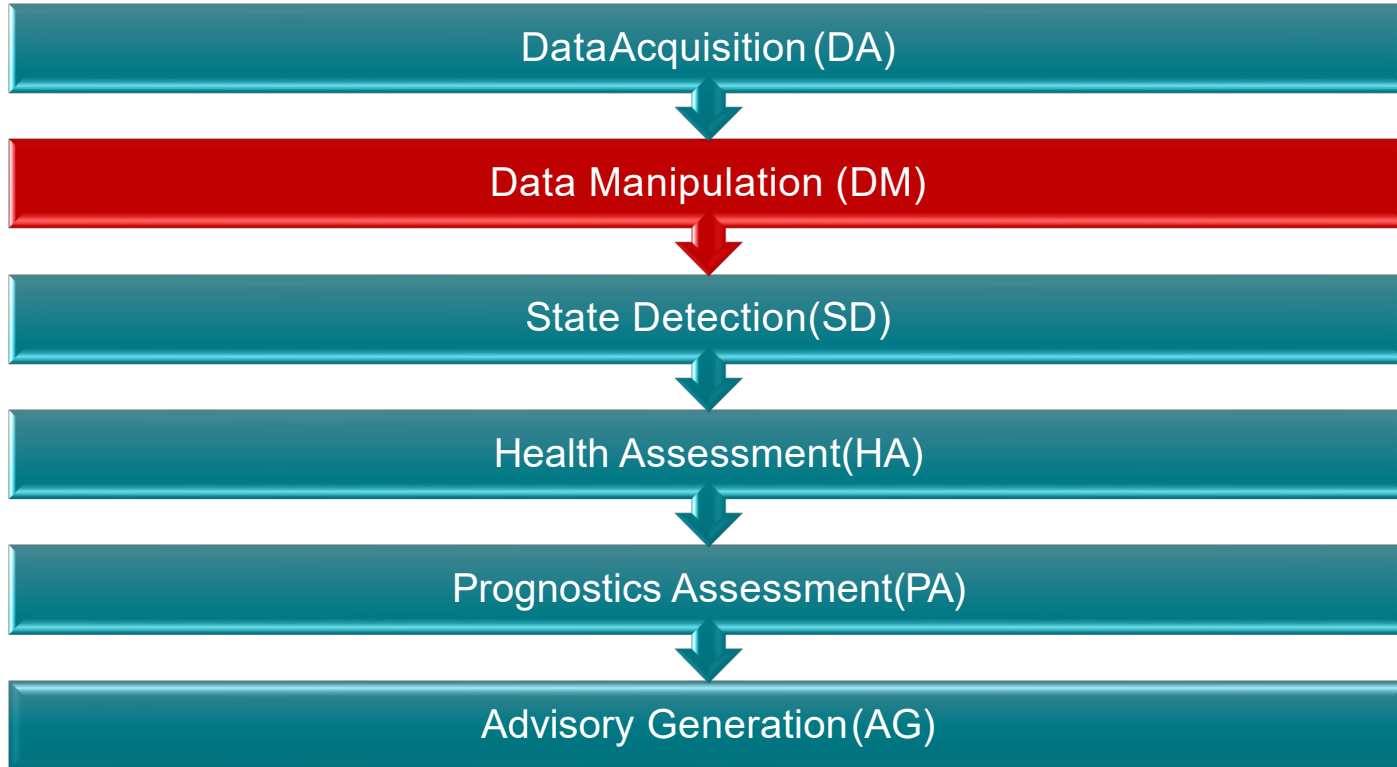 DataAcquisition (DA)
Data Manipulation (DM)
State Detection(SD)
Health Assessment(HA)
Prognostics Assessment(PA)
Advisory Generation(AG)